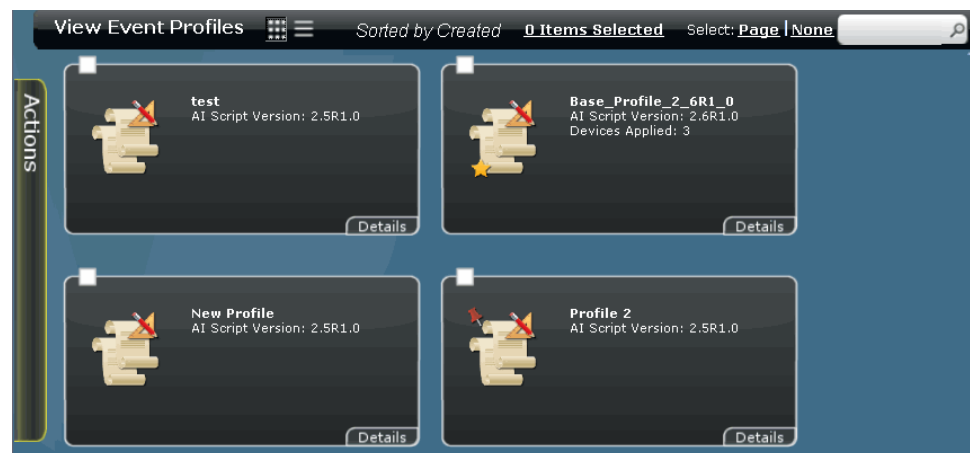 View Event Profiles Sorted by Created 0 Items Selected Select: Page | None
Actions
test
AI Script Version: 2.5R1.0
Details
Base_Profile_2_6R1_0
AI Script Version: 2.6R1.0
Devices Applied: 3
Details
New Profile
AI Script Version: 2.5R1.0
Details
Profile 2
AI Script Version: 2.5R1.0
Details